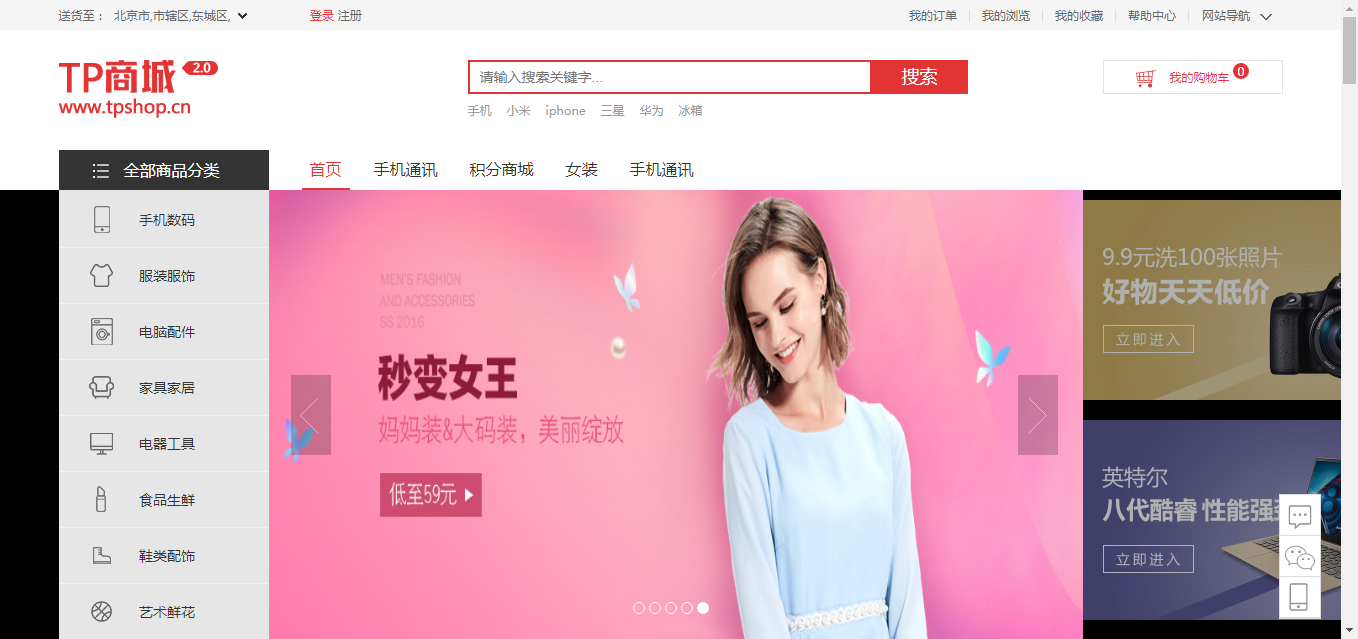 送货至： 北京市,市辖区,东城区, 登录 注册 我的订单 我的浏览 我的收藏 帮助中心 网站导航
TP商城 2.0
www.tpshop.cn
请输入搜索关键字... 搜索
我的购物车 0
手机 小米 iphone 三星 华为 冰箱
全部商品分类 首页 手机通讯 积分商城 女装 手机通讯
手机数码
服装服饰
电脑配件
家具家居
电器工具
食品生鲜
鞋类配饰
艺术鲜花
MEN'S FASHION
AND ACCESSORIES
SS 2016
秒变女王
妈妈装&大码装，美丽绽放
低至59元
9.9元洗100张照片
好物天天低价
立即进入
英特尔
八代酷睿 性能强
立即进入